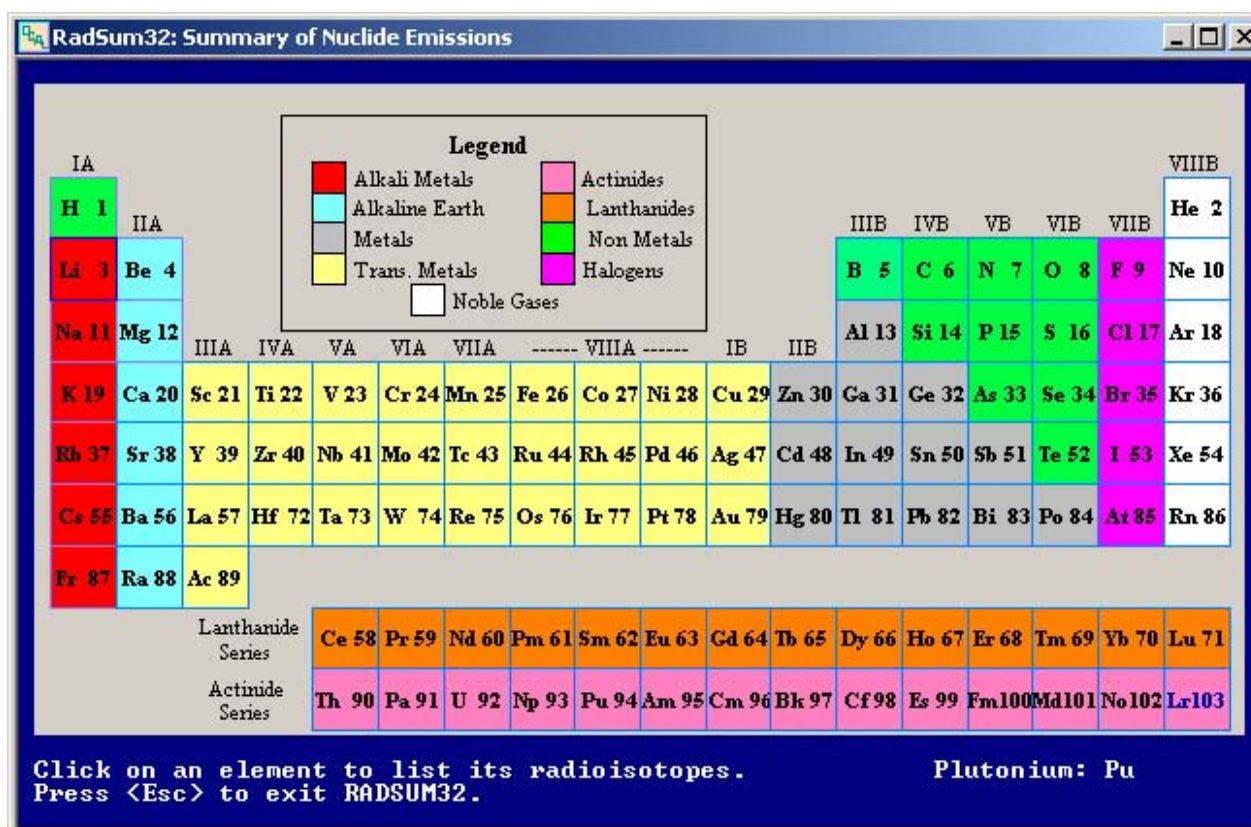 RadSum32: Summary of Nuclide Emissions
Legend
Alkali Metals Actinides
Alkaline Earth Lanthanides
Metals Non Metals
Trans. Metals Halogens
Noble Gases
IA VIIIB
H 1 IIA IIIB IVB VB VIB VIIB He 2
Li 3 Be 4 B 5 C 6 N 7 O 8 F 9 Ne 10
Na 11 Mg 12 IIIA IVA VA VIA VIIA ------ VIIIA ------ IB IIB Al 13 Si 14 P 15 S 16 Cl 17 Ar 18
K 19 Ca 20 Sc 21 Ti 22 V 23 Cr 24 Mn 25 Fe 26 Co 27 Ni 28 Cu 29 Zn 30 Ga 31 Ge 32 As 33 Se 34 Br 35 Kr 36
Rb 37 Sr 38 Y 39 Zr 40 Nb 41 Mo 42 Tc 43 Ru 44 Rh 45 Pd 46 Ag 47 Cd 48 In 49 Sn 50 Sb 51 Te 52 I 53 Xe 54
Cs 55 Ba 56 La 57 Hf 72 Ta 73 W 74 Re 75 Os 76 Ir 77 Pt 78 Au 79 Hg 80 Tl 81 Pb 82 Bi 83 Po 84 At 85 Rn 86
Fr 87 Ra 88 Ac 89
Lanthanide
Series
Ce 58 Pr 59 Nd 60 Pm 61 Sm 62 Eu 63 Gd 64 Tb 65 Dy 66 Ho 67 Er 68 Tm 69 Yb 70 Lu 71
Actinide
Series
Th 90 Pa 91 U 92 Np 93 Pu 94 Am 95 Cm 96 Bk 97 Cf 98 Es 99 Fm100 Md101 No102 Lr103
Click on an element to list its radioisotopes. Plutonium: Pu
Press <Esc> to exit RADSUM32.